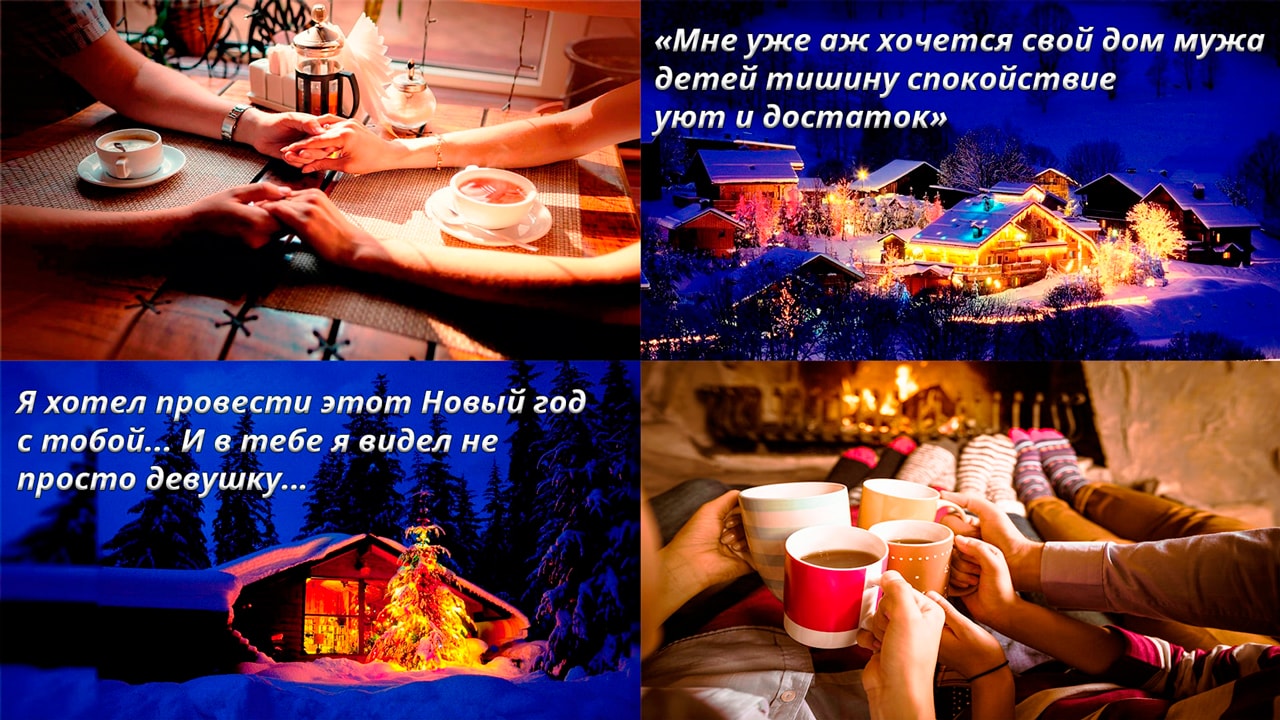 «Мне уже аж хочется свой дом мужа
детей тишину спокойствие
уют и достаток»
Я хотел провести этот Новый год
с тобой... И в тебе я видел не
просто девушку...